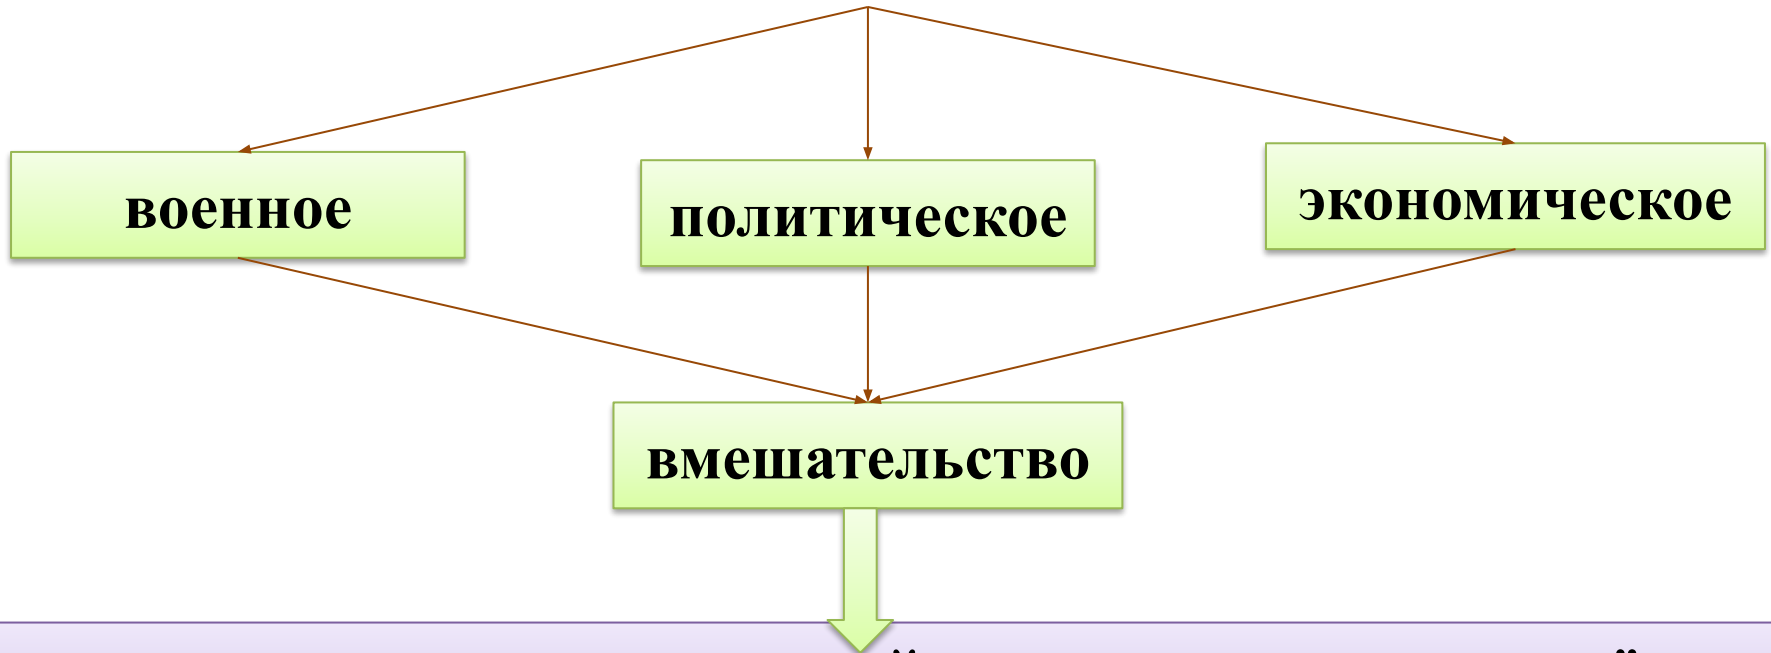 военное
политическое
экономическое
вмешательство